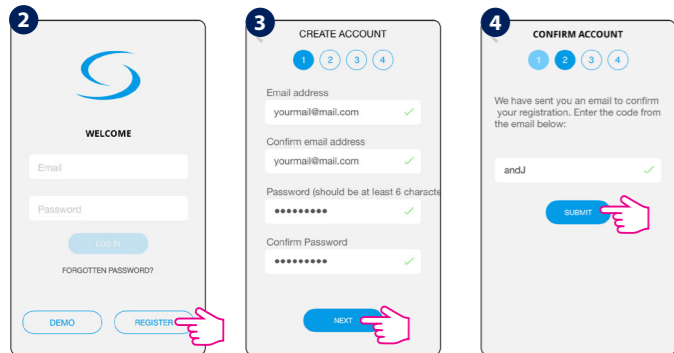 2
WELCOME
Email
Password
LOG IN
FORGOTTEN PASSWORD?
DEMO
REGISTER
3
CREATE ACCOUNT
1 2 3 4
Email address
yourmail@mail.com
Confirm email address
yourmail@mail.com
Password (should be at least 6 characte
•••••••••
Confirm Password
•••••••••
NEXT
4
CONFIRM ACCOUNT
1 2 3 4
We have sent you an email to confirm
your registration. Enter the code from
the email below:
andJ
SUBMIT